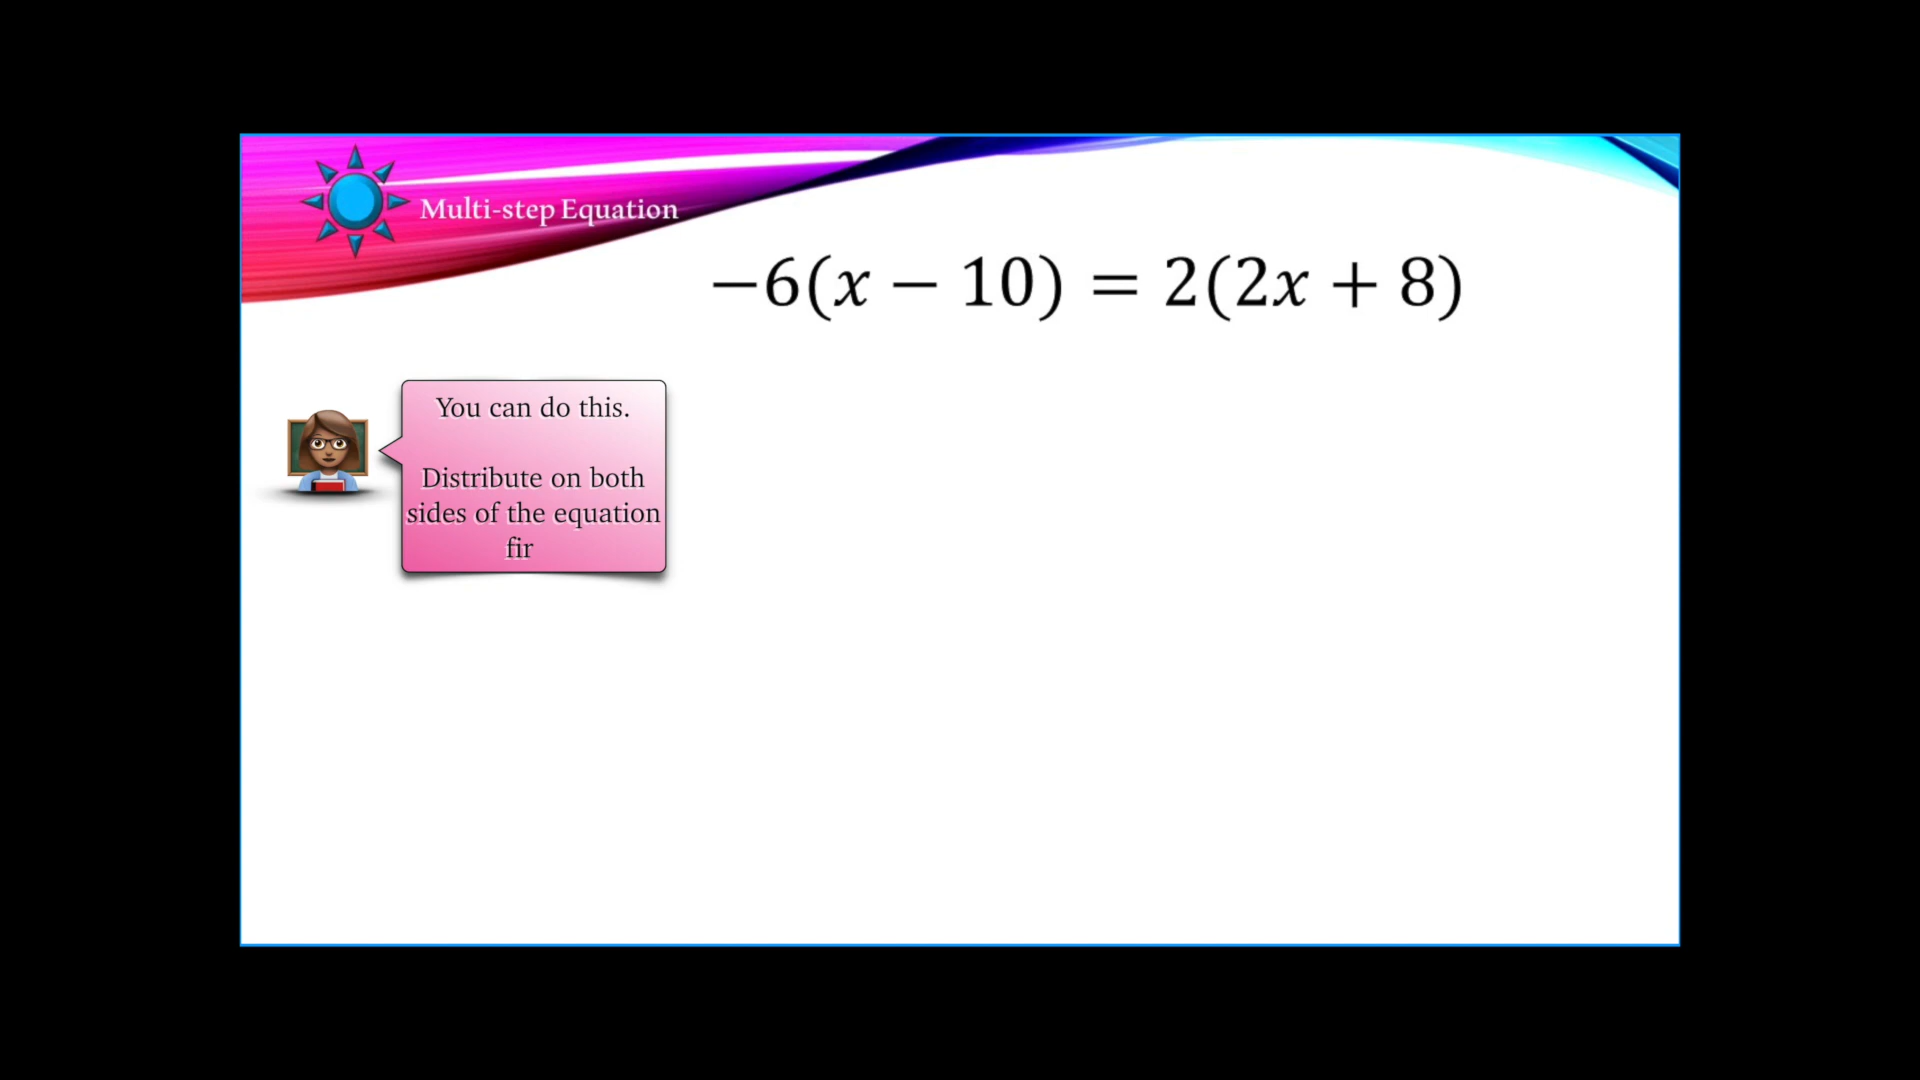 Multi-step Equation
−6(x − 10) = 2(2x + 8)
You can do this.
Distribute on both
sides of the equation
fir